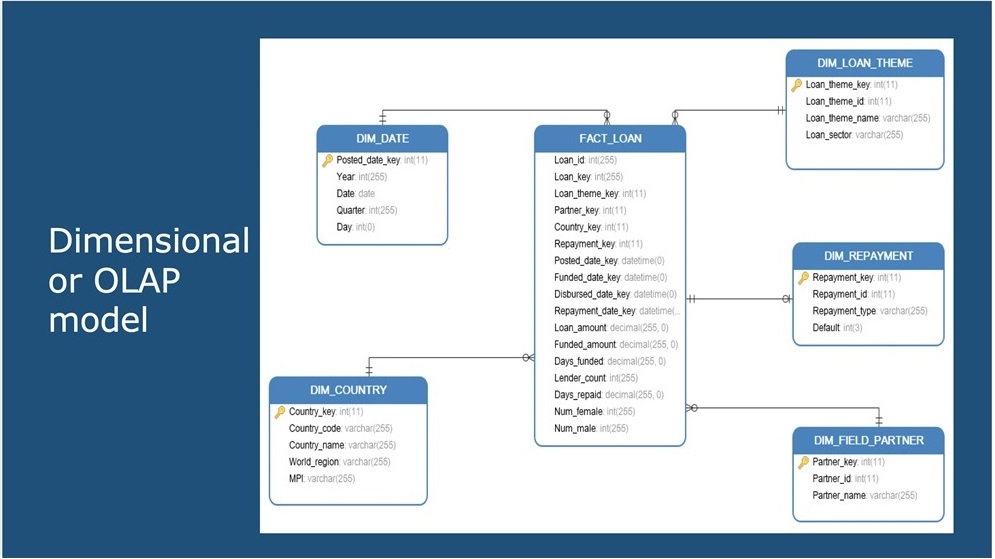 Dimensional
or OLAP
model
DIM_DATE
Posted_date_key: int(11)
Year: int(255)
Date: date
Quarter: int(255)
Day: int(0)
DIM_COUNTRY
Country_key: int(11)
Country_code: varchar(255)
Country_name: varchar(255)
World_region: varchar(255)
MPI: varchar(255)
FACT_LOAN
Loan_id: int(255)
Loan_key: int(255)
Loan_theme_key: int(11)
Partner_key: int(11)
Country_key: int(11)
Repayment_key: int(11)
Posted_date_key: datetime(0)
Funded_date_key: datetime(0)
Disbursed_date_key: datetime(0)
Repayment_date_key: datetime(...
Loan_amount: decimal(255, 0)
Funded_amount: decimal(255, 0)
Days_funded: decimal(255, 0)
Lender_count: int(255)
Days_repaid: decimal(255, 0)
Num_female: int(255)
Num_male: int(255)
DIM_LOAN_THEME
Loan_theme_key: int(11)
Loan_theme_id: int(11)
Loan_theme_name: varchar(255)
Loan_sector: varchar(255)
DIM_REPAYMENT
Repayment_key: int(11)
Repayment_id: int(11)
Repayment_type: varchar(255)
Default: int(3)
DIM_FIELD_PARTNER
Partner_key: int(11)
Partner_id: int(11)
Partner_name: varchar(255)